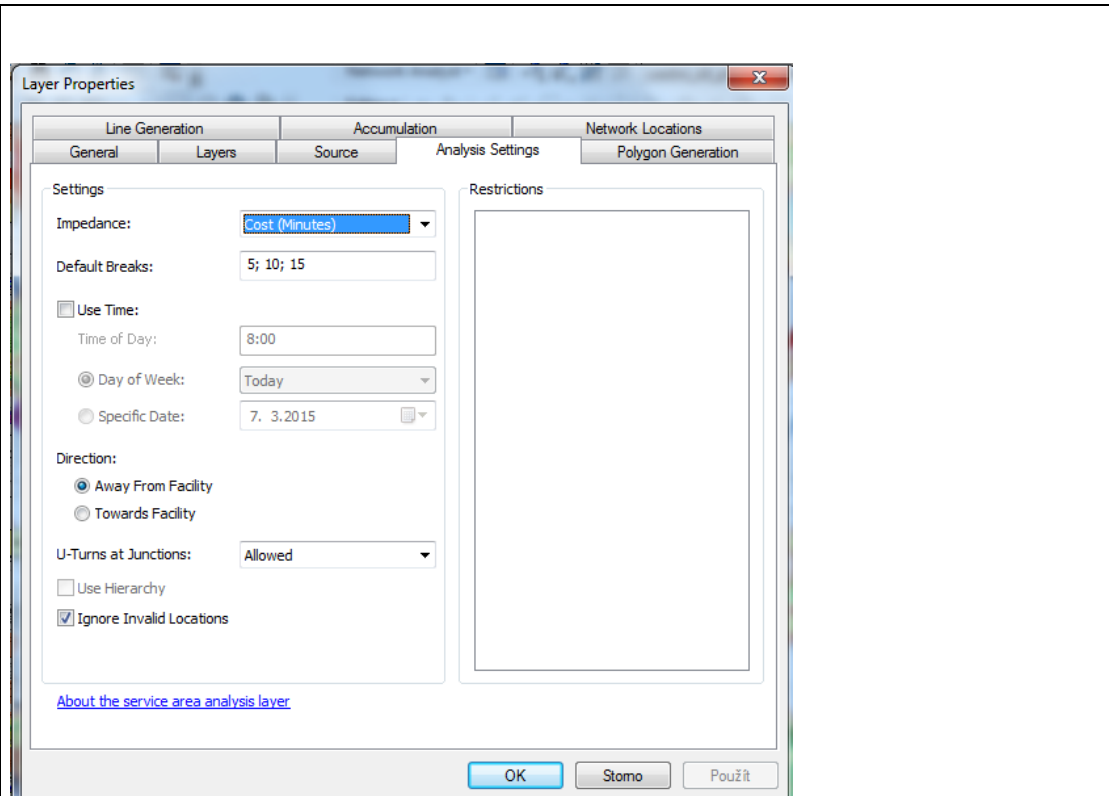 Layer Properties
Line Generation Accumulation Network Locations
General Layers Source Analysis Settings Polygon Generation
Settings
Restrictions
Impedance: Cost (Minutes)
Default Breaks: 5; 10; 15
Use Time:
Time of Day: 8:00
Day of Week: Today
Specific Date: 7. 3.2015
Direction:
Away From Facility
Towards Facility
U-Turns at Junctions: Allowed
Use Hierarchy
Ignore Invalid Locations
About the service area analysis layer
OK Storno Použít